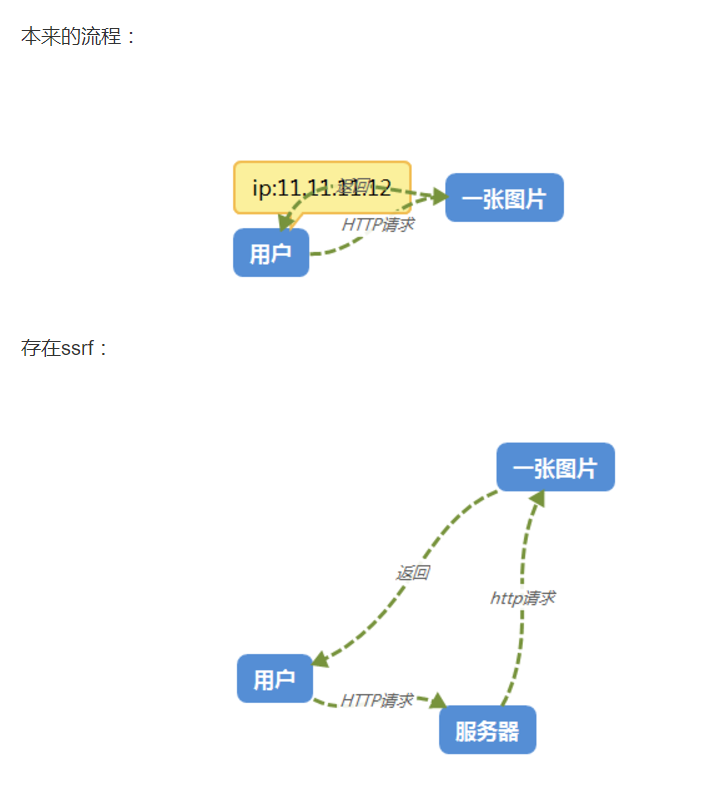 本来的流程：
ip:11.11.11.12
返回
一张图片
HTTP请求
用户
存在ssrf：
一张图片
返回
http请求
用户
HTTP请求
服务器